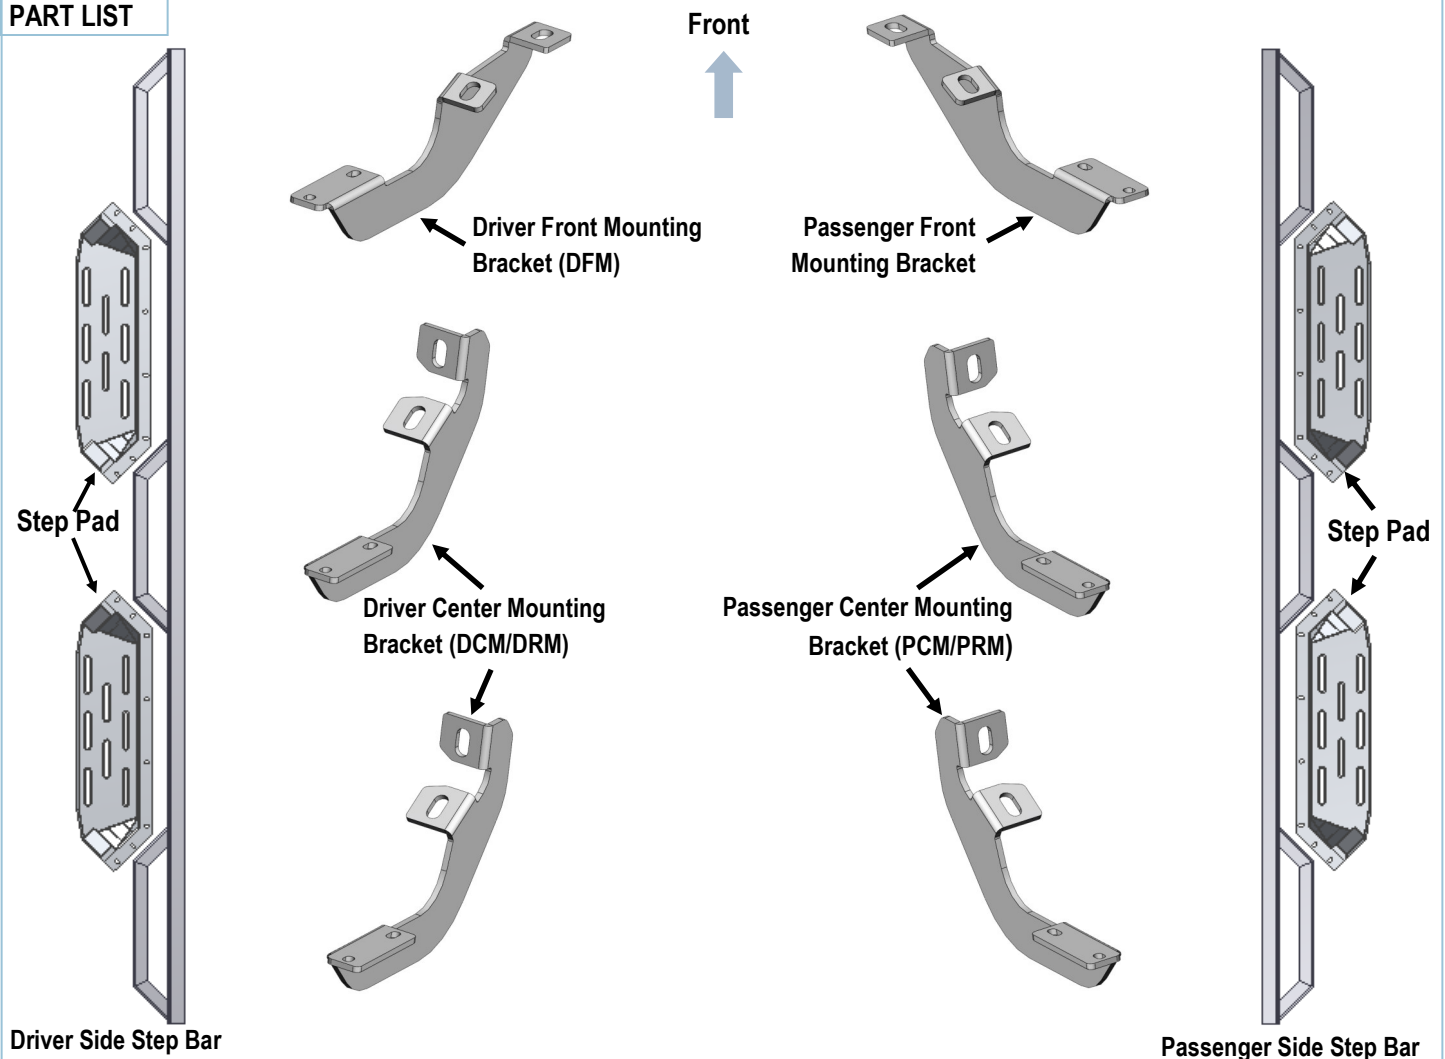 PART LIST
Front
Driver Front Mounting
Bracket (DFM)
Passenger Front
Mounting Bracket
Step Pad
Step Pad
Driver Center Mounting
Bracket (DCM/DRM)
Passenger Center Mounting
Bracket (PCM/PRM)
Driver Side Step Bar
Passenger Side Step Bar